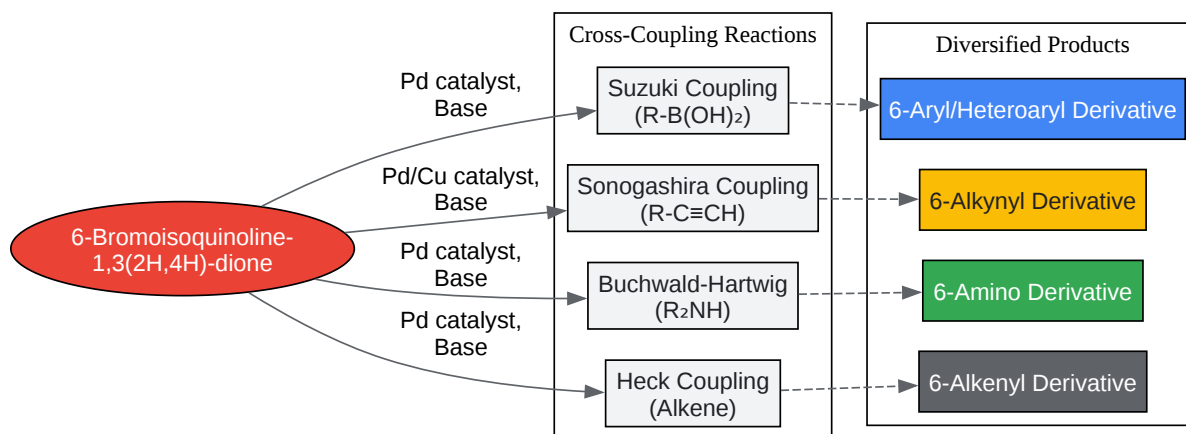 Cross-Coupling Reactions
Diversified Products
Pd catalyst,
Base
Suzuki Coupling
(R-B(OH)₂)
6-Aryl/Heteroaryl Derivative
Pd/Cu catalyst,
Base
Sonogashira Coupling
(R-C≡CH)
6-Alkynyl Derivative
6-Bromoisoquinoline-
1,3(2H,4H)-dione
Pd catalyst,
Base
Buchwald-Hartwig
(R₂NH)
6-Amino Derivative
Pd catalyst,
Base
Heck Coupling
(Alkene)
6-Alkenyl Derivative